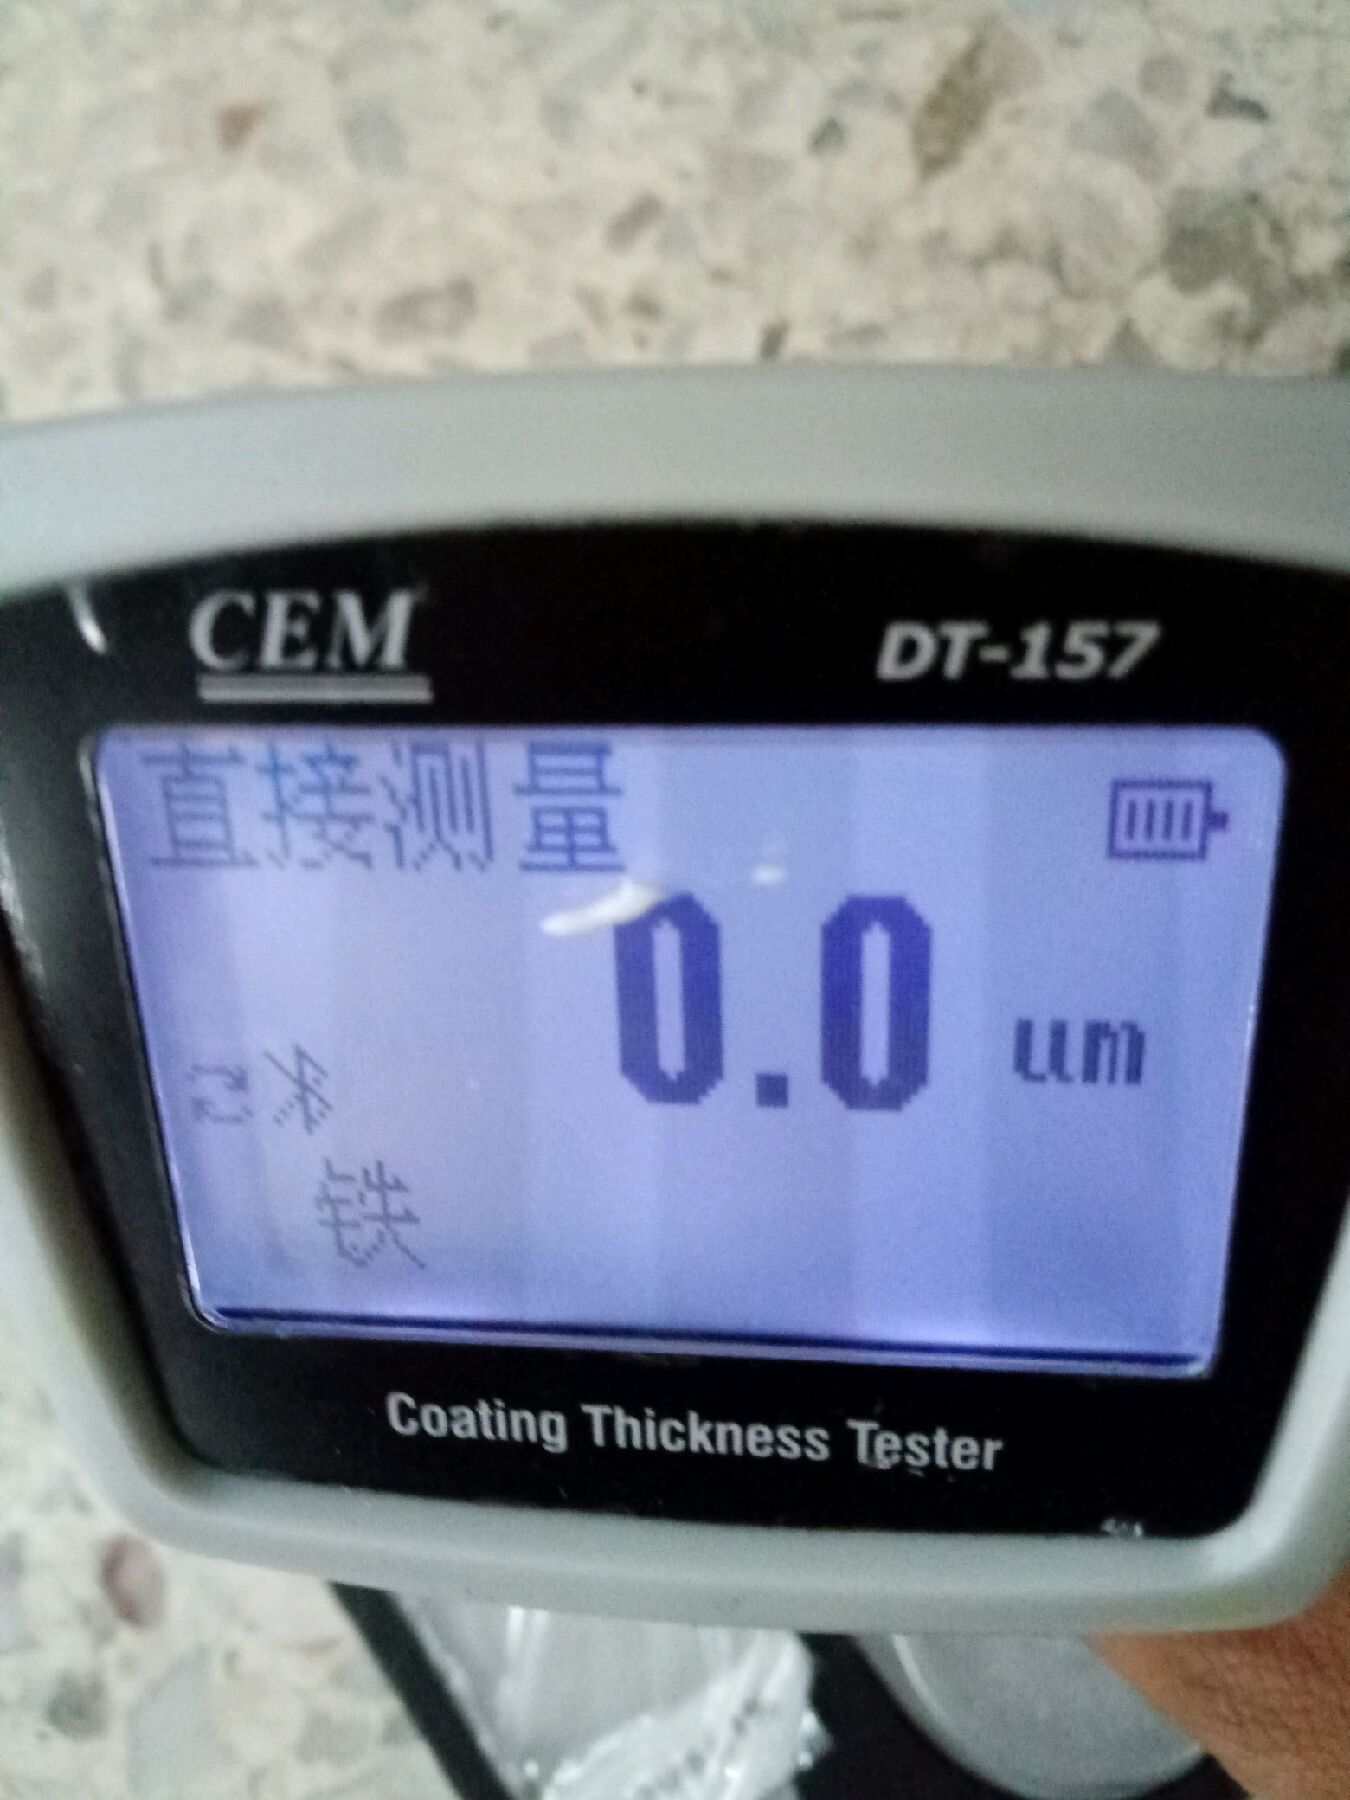 CEM
DT-157
直接测量
0.0 um
铁
Coating Thickness Tester